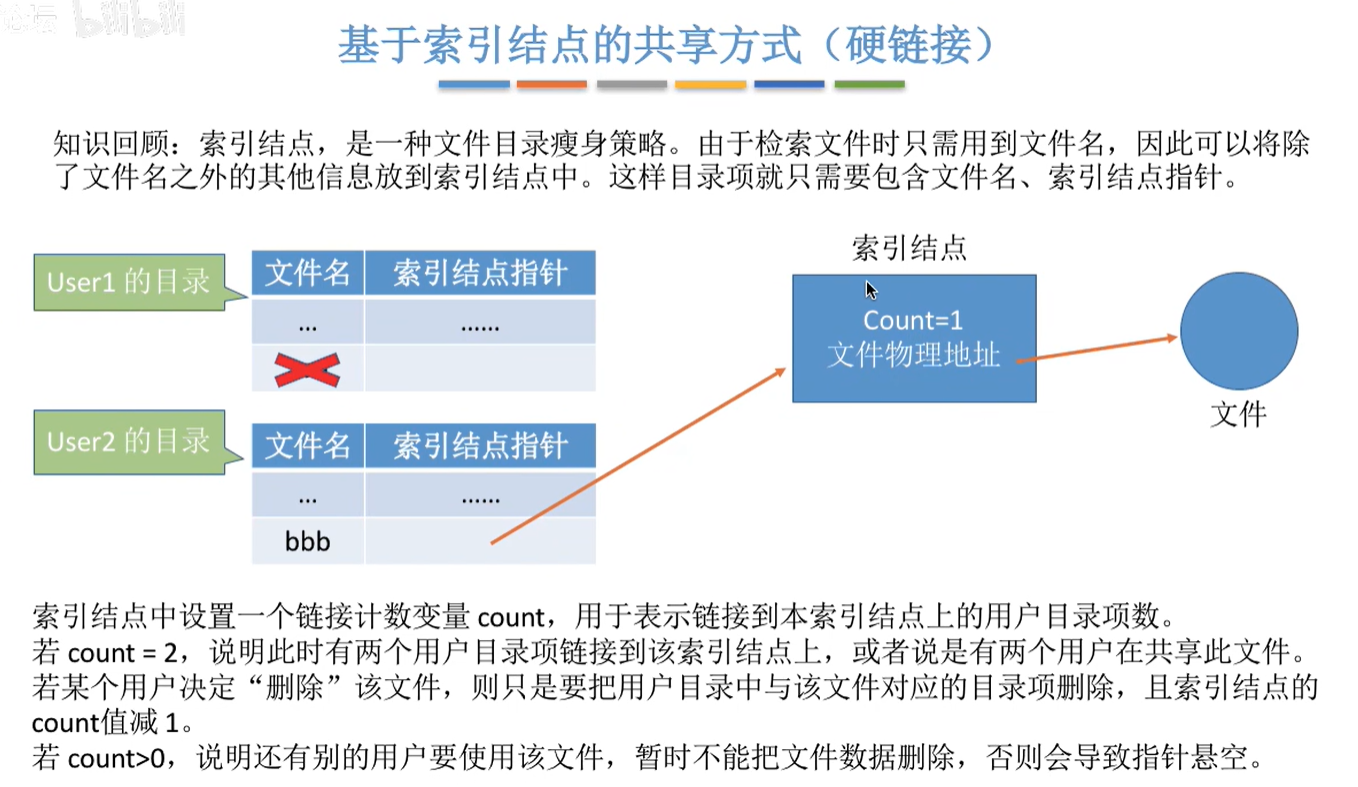 论坛 bilibili
基于索引结点的共享方式（硬链接）
知识回顾：索引结点，是一种文件目录瘦身策略。由于检索文件时只需用到文件名，因此可以将除
了文件名之外的其他信息放到索引结点中。这样目录项就只需要包含文件名、索引结点指针。
User1 的目录
文件名 索引结点指针
... ......
User2 的目录
文件名 索引结点指针
... ......
bbb
索引结点
Count=1
文件物理地址
文件
索引结点中设置一个链接计数变量 count，用于表示链接到本索引结点上的用户目录项数。
若 count = 2，说明此时有两个用户目录项链接到该索引结点上，或者说是有两个用户在共享此文件。
若某个用户决定“删除”该文件，则只是要把用户目录中与该文件对应的目录项删除，且索引结点的
count值减 1。
若 count>0，说明还有别的用户要使用该文件，暂时不能把文件数据删除，否则会导致指针悬空。